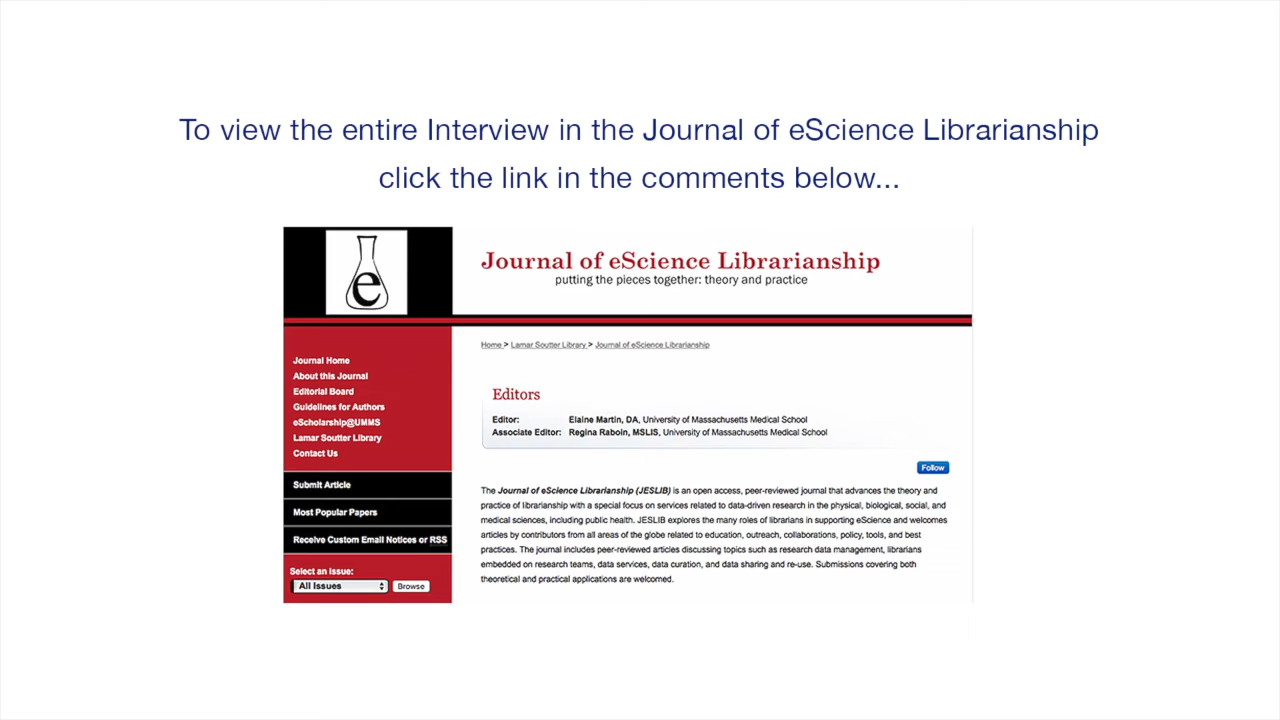 To view the entire Interview in the Journal of eScience Librarianship
click the link in the comments below...
e
Journal of eScience Librarianship
putting the pieces together: theory and practice
Journal Home
About this Journal
Editorial Board
Guidelines for Authors
eScholarship@UMMS
Lamar Soutter Library
Contact Us
Submit Article
Most Popular Papers
Receive Custom Email Notices or RSS
Select an Issue:
All Issues Browse
Home > Lamar Soutter Library > Journal of eScience Librarianship
Editors
Editor: Elaine Martin, DA, University of Massachusetts Medical School
Associate Editor: Regina Raboin, MSLIS, University of Massachusetts Medical School
Follow
The Journal of eScience Librarianship (JESLIB) is an open access, peer-reviewed journal that advances the theory and
practice of librarianship with a special focus on services related to data-driven research in the physical, biological, social, and
medical sciences, including public health. JESLIB explores the many roles of librarians in supporting eScience and welcomes
articles by contributors from all areas of the globe related to education, outreach, collaborations, policy, tools, and best
practices. The journal includes peer-reviewed articles discussing topics such as research data management, librarians
embedded on research teams, data services, data curation, and data sharing and re-use. Submissions covering both
theoretical and practical applications are welcomed.